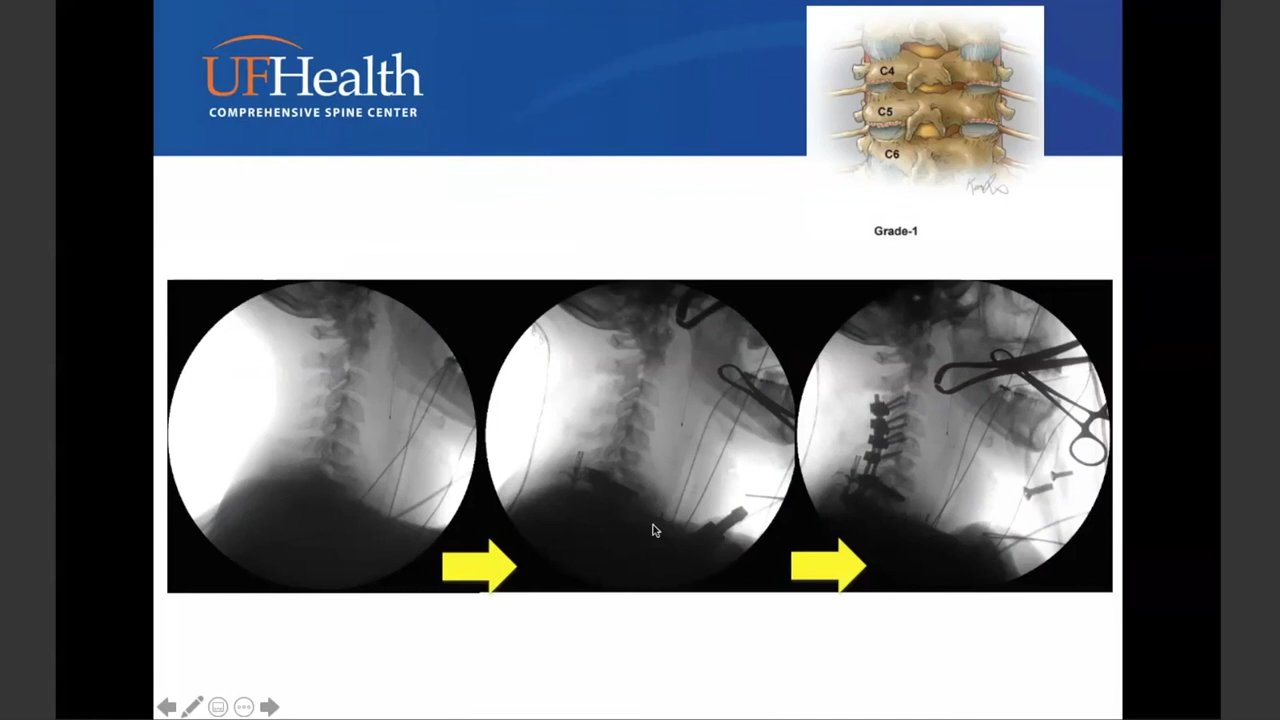 UFHealth
COMPREHENSIVE SPINE CENTER
C4
C5
C6
Grade-1